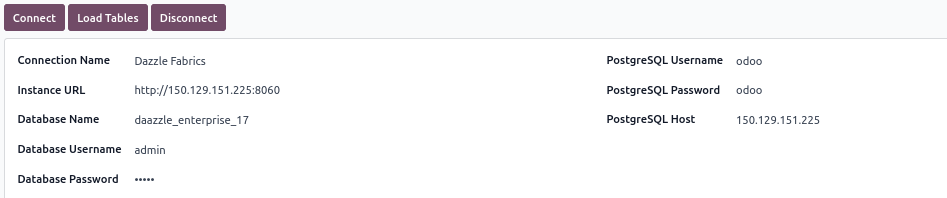 Connect Load Tables Disconnect
Connection Name Dazzle Fabrics
Instance URL http://150.129.151.225:8060
Database Name daazzle_enterprise_17
Database Username admin
Database Password •••••
PostgreSQL Username odoo
PostgreSQL Password odoo
PostgreSQL Host 150.129.151.225